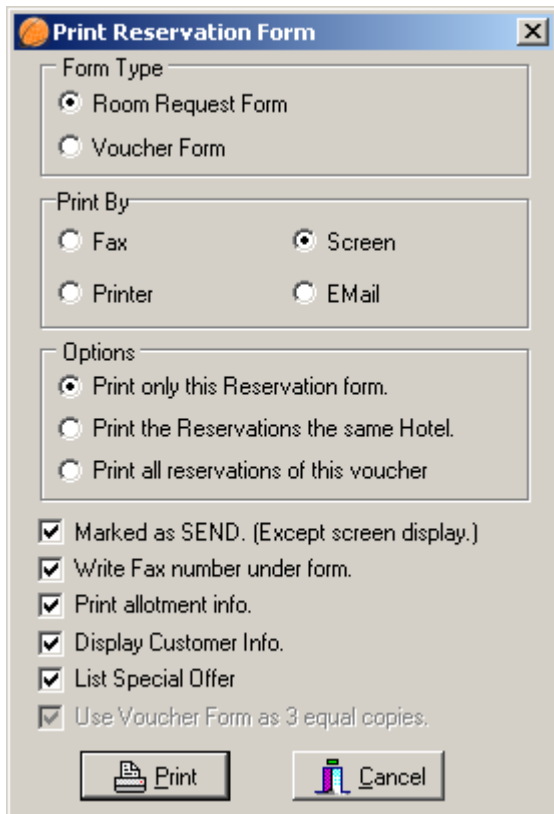 Print Reservation Form
Form Type
Room Request Form
Voucher Form
Print By
Fax
Screen
Printer
EMail
Options
Print only this Reservation form.
Print the Reservations the same Hotel.
Print all reservations of this voucher
Marked as SEND. (Except screen display.)
Write Fax number under form.
Print allotment info.
Display Customer Info.
List Special Offer
Use Voucher Form as 3 equal copies.
Print
Cancel